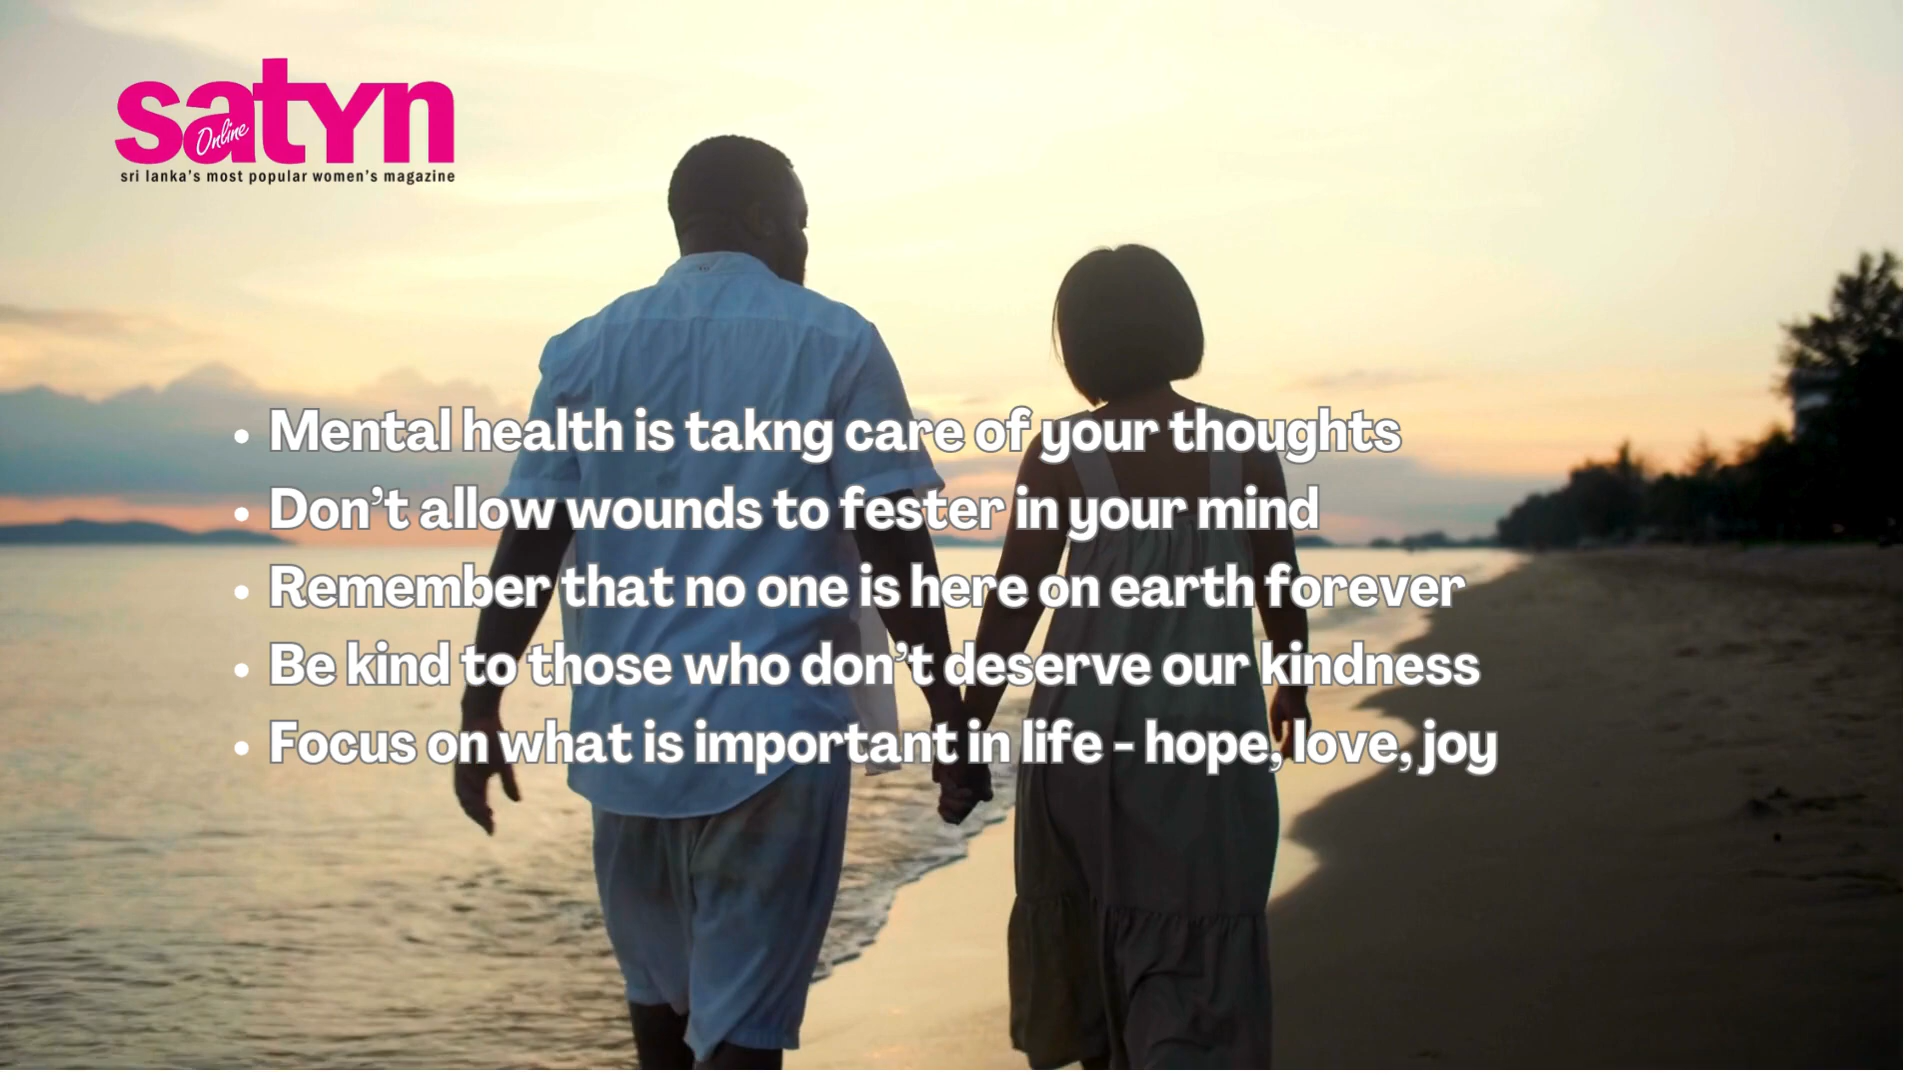 satyn
Online
sri lanka's most popular women's magazine
• Mental health is takng care of your thoughts
• Don't allow wounds to fester in your mind
• Remember that no one is here on earth forever
• Be kind to those who don't deserve our kindness
• Focus on what is important in life - hope, love, joy